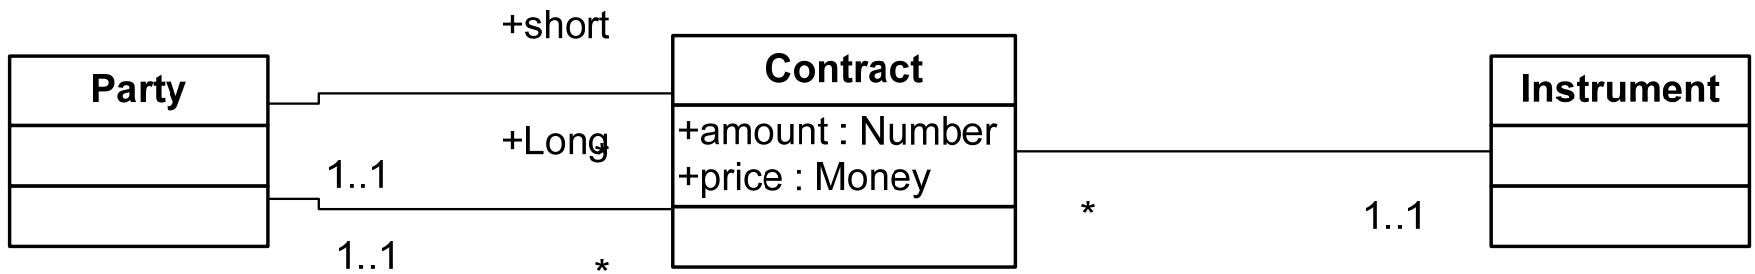 +short
Party
Contract
Instrument
+Long
*
+amount : Number
1..1
+price : Money
*
1..1
1..1
*